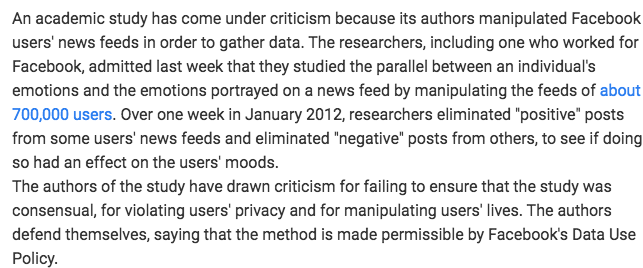 An academic study has come under criticism because its authors manipulated Facebook
users' news feeds in order to gather data. The researchers, including one who worked for
Facebook, admitted last week that they studied the parallel between an individual's
emotions and the emotions portrayed on a news feed by manipulating the feeds of about
700,000 users. Over one week in January 2012, researchers eliminated "positive" posts
from some users' news feeds and eliminated "negative" posts from others, to see if doing
so had an effect on the users' moods.
The authors of the study have drawn criticism for failing to ensure that the study was
consensual, for violating users' privacy and for manipulating users' lives. The authors
defend themselves, saying that the method is made permissible by Facebook's Data Use
Policy.